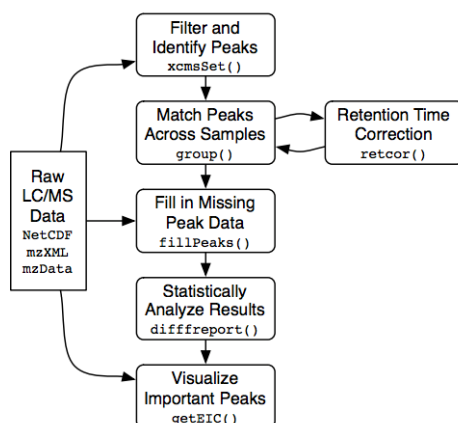 Filter and
Identify Peaks
xcmsSet()
Match Peaks
Across Samples
group()
Retention Time
Correction
retcor()
Raw
LC/MS
Data
NetCDF
mzXML
mzData
Fill in Missing
Peak Data
fillPeaks()
Statistically
Analyze Results
difffreport()
Visualize
Important Peaks
getEIC()